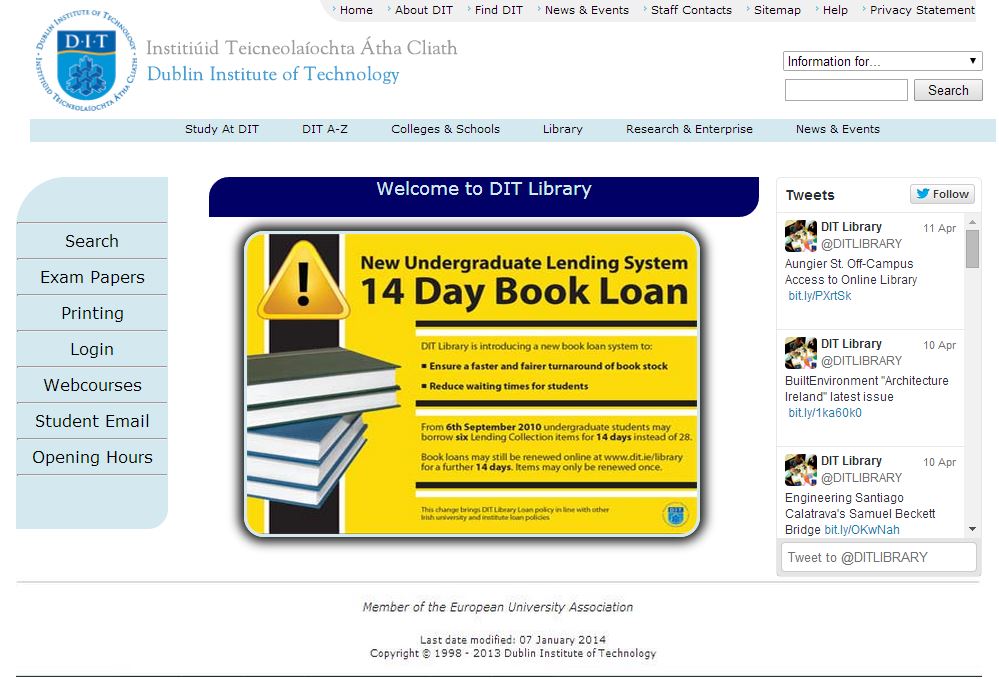 Home About DIT Find DIT News & Events Staff Contacts Sitemap Help Privacy Statement
DUBLIN INSTITUTE OF TECHNOLOGY
D·I·T
INSTITIÚID TEICNEOLAÍOCHTA ÁTHA CLIATH
Institiúid Teicneolaíochta Átha Cliath
Dublin Institute of Technology
Information for...
Search
Study At DIT DIT A-Z Colleges & Schools Library Research & Enterprise News & Events
Search
Exam Papers
Printing
Login
Webcourses
Student Email
Opening Hours
Welcome to DIT Library
!
New Undergraduate Lending System
14 Day Book Loan
DIT Library is introducing a new book loan system to:
■ Ensure a faster and fairer turnaround of book stock
■ Reduce waiting times for students
From 6th September 2010 undergraduate students may
borrow six Lending Collection items for 14 days instead of 28.
Book loans may still be renewed online at www.dit.ie/library
for a further 14 days. Items may only be renewed once.
This change brings DIT Library Loan policy in line with other
Irish university and institute loan policies
Tweets Follow
DIT Library 11 Apr
@DITLIBRARY
Aungier St. Off-Campus
Access to Online Library
bit.ly/PXrtSk
DIT Library 10 Apr
@DITLIBRARY
BuiltEnvironment "Architecture
Ireland" latest issue
bit.ly/1ka60k0
DIT Library 10 Apr
@DITLIBRARY
Engineering Santiago
Calatrava's Samuel Beckett
Bridge bit.ly/OKwNah
Tweet to @DITLIBRARY
Member of the European University Association
Last date modified: 07 January 2014
Copyright © 1998 - 2013 Dublin Institute of Technology